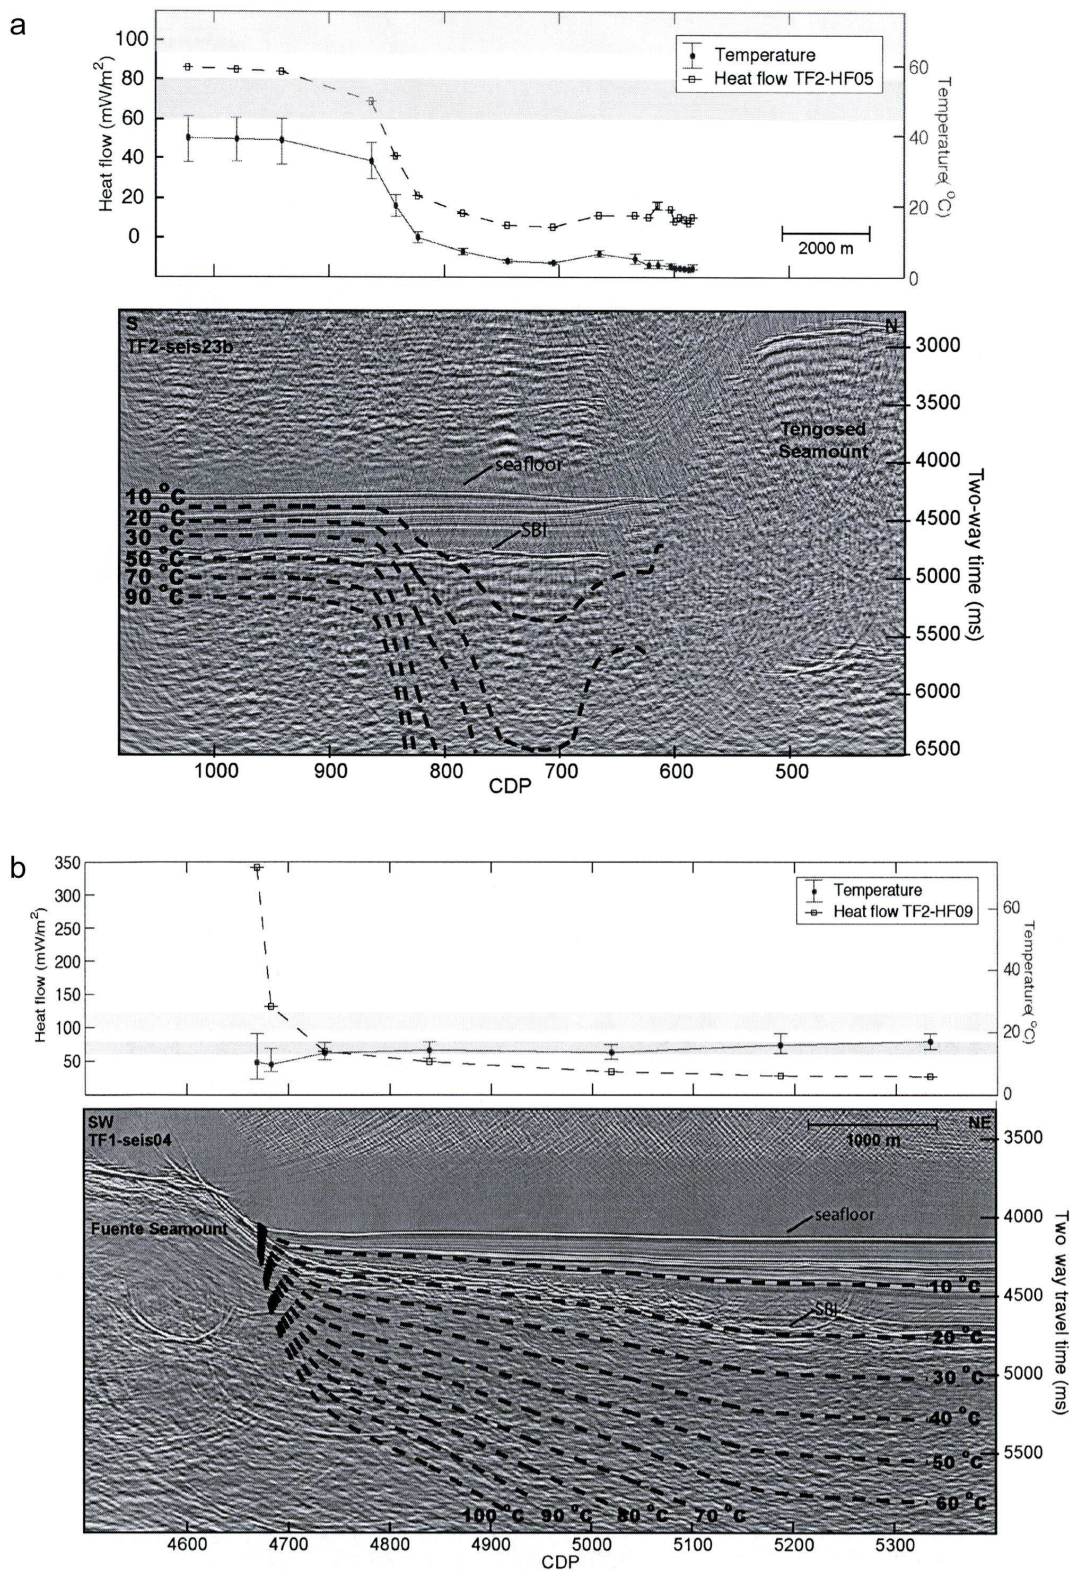 a
100
80
60
40
20
0
Heat flow (mW/m²)
Temperature
Heat flow TF2-HF05
60
40
20
0
Temperature( °C)
2000 m
S
N
TF2-seis23b
Tengosed
Seamount
seafloor
SBI
10 °C
20 °C
30 °C
50 °C
70 °C
90 °C
3000
3500
4000
4500
5000
5500
6000
6500
Two-way time (ms)
1000
900
800
700
600
500
CDP
b
350
300
250
200
150
100
50
Heat flow (mW/m²)
Temperature
Heat flow TF2-HF09
60
40
20
0
Temperature( °C)
SW
NE
TF1-seis04
1000 m
Fuente Seamount
seafloor
SBI
10 °C
20 °C
30 °C
40 °C
50 °C
60 °C
100 °C
90 °C
80 °C
70 °C
3500
4000
4500
5000
5500
Two way travel time (ms)
4600
4700
4800
4900
5000
5100
5200
5300
CDP